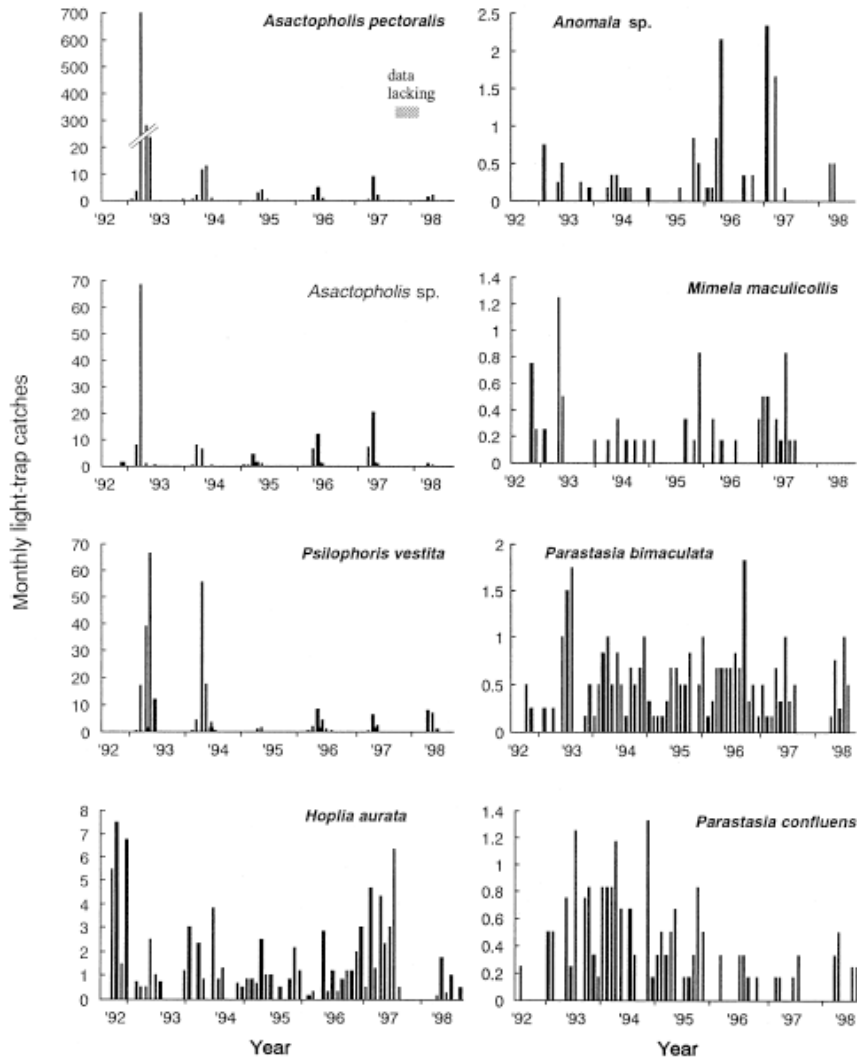 Monthly light-trap catches
Asactopholis pectoralis
data
lacking
700
600
500
400
300
20
10
0
'92 '93 '94 '95 '96 '97 '98
Anomala sp.
2.5
2
1.5
1
0.5
0
'92 '93 '94 '95 '96 '97 '98
Asactopholis sp.
70
60
50
40
30
20
10
0
'92 '93 '94 '95 '96 '97 '98
Mimela maculicollis
1.4
1.2
1
0.8
0.6
0.4
0.2
0
'92 '93 '94 '95 '96 '97 '98
Psilophoris vestita
70
60
50
40
30
20
10
0
'92 '93 '94 '95 '96 '97 '98
Parastasia bimaculata
2
1.5
1
0.5
0
'92 '93 '94 '95 '96 '97 '98
Hoplia aurata
8
7
6
5
4
3
2
1
0
'92 '93 '94 '95 '96 '97 '98
Year
Parastasia confluens
1.4
1.2
1
0.8
0.6
0.4
0.2
0
'92 '93 '94 '95 '96 '97 '98
Year